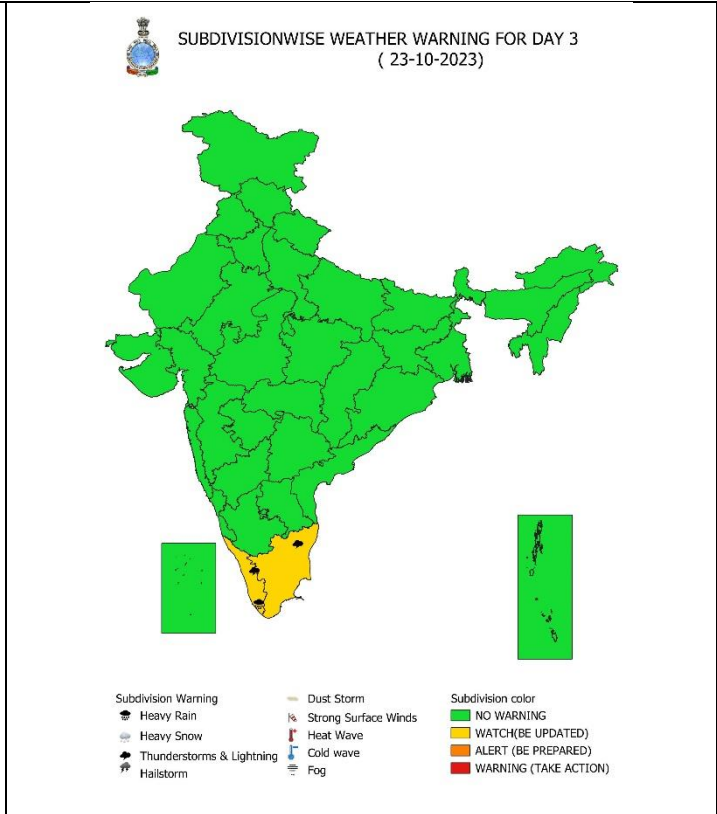 SUBDIVISIONWISE WEATHER WARNING FOR DAY 3
( 23-10-2023)
Subdivision Warning
Heavy Rain
Heavy Snow
Thunderstorms & Lightning
Hailstorm
Dust Storm
Strong Surface Winds
Heat Wave
Cold wave
Fog
Subdivision color
NO WARNING
WATCH(BE UPDATED)
ALERT (BE PREPARED)
WARNING (TAKE ACTION)